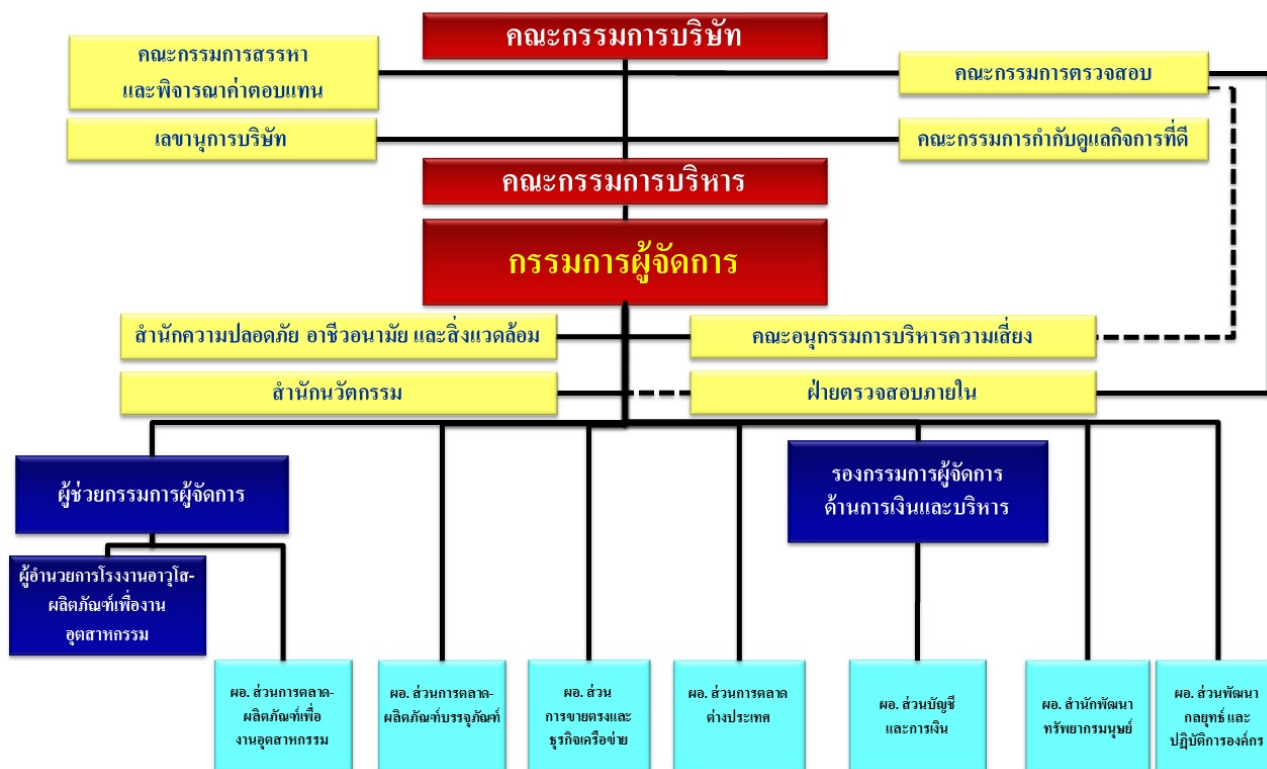 คณะกรรมการบริษัท
คณะกรรมการสรรหา
และพิจารณาค่าตอบแทน
คณะกรรมการตรวจสอบ
เลขานุการบริษัท
คณะกรรมการกำกับดูแลกิจการที่ดี
คณะกรรมการบริหาร
กรรมการผู้จัดการ
สำนักความปลอดภัย อาชีวอนามัย และสิ่งแวดล้อม
คณะอนุกรรมการบริหารความเสี่ยง
สำนักนวัตกรรม
ฝ่ายตรวจสอบภายใน
ผู้ช่วยกรรมการผู้จัดการ
รองกรรมการผู้จัดการ
ด้านการเงินและบริหาร
ผู้อำนวยการโรงงานอาวุโส-
ผลิตภัณฑ์เพื่องาน
อุตสาหกรรม
ผอ. ส่วนการตลาด-
ผลิตภัณฑ์เพื่อ
งานอุตสาหกรรม
ผอ. ส่วนการตลาด-
ผลิตภัณฑ์บรรจุภัณฑ์
ผอ. ส่วน
การขายตรงและ
ธุรกิจเครือข่าย
ผอ. ส่วนการตลาด
ต่างประเทศ
ผอ. ส่วนบัญชี
และการเงิน
ผอ. สำนักพัฒนา
ทรัพยากรมนุษย์
ผอ. ส่วนพัฒนา
กลยุทธ์ และ
ปฏิบัติการองค์กร